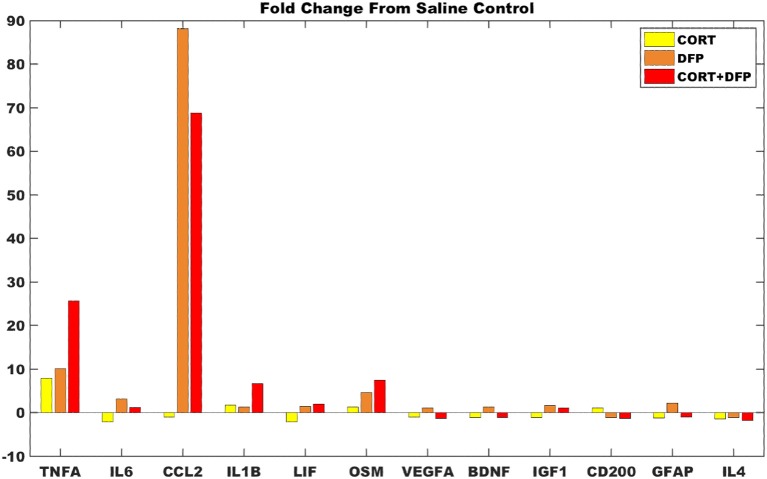 Fold Change From Saline Control
90
80
70
60
50
40
30
20
10
0
-10
CORT
DFP
CORT+DFP
TNFA IL6 CCL2 IL1B LIF OSM VEGFA BDNF IGF1 CD200 GFAP IL4